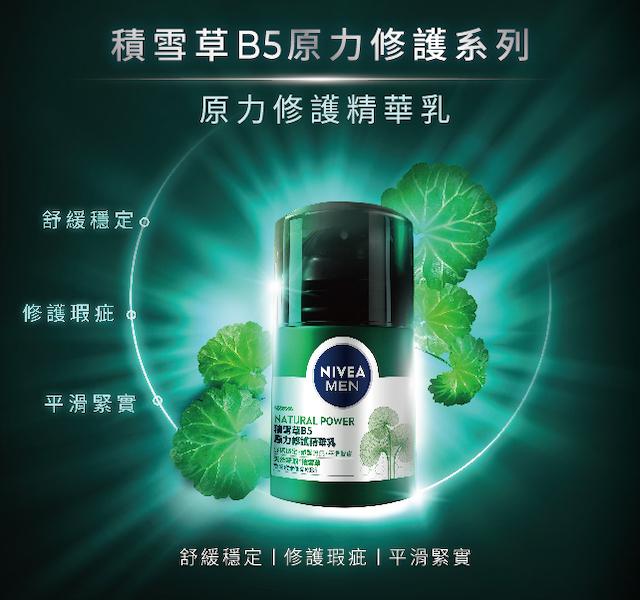 積雪草B5原力修護系列
原力修護精華乳
舒緩穩定
修護瑕疵
平滑緊實
NIVEA
MEN
NATURAL POWER
積雪草B5
原力修護精華乳
舒緩穩定 | 修護瑕疵 | 平滑緊實